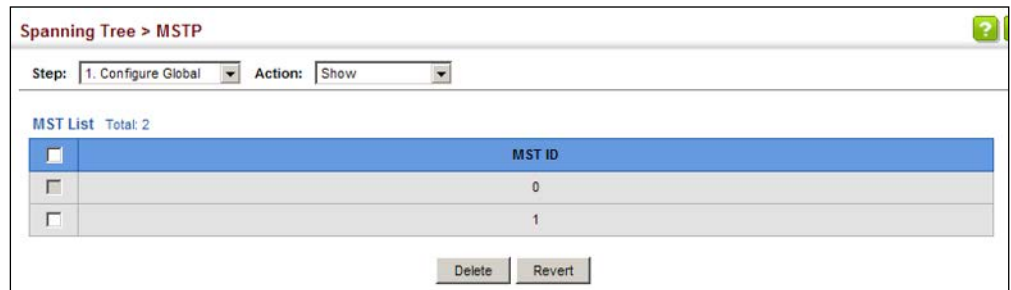 Spanning Tree > MSTP
?
Step: 1. Configure Global Action: Show
MST List Total: 2
MST ID
0
1
Delete Revert